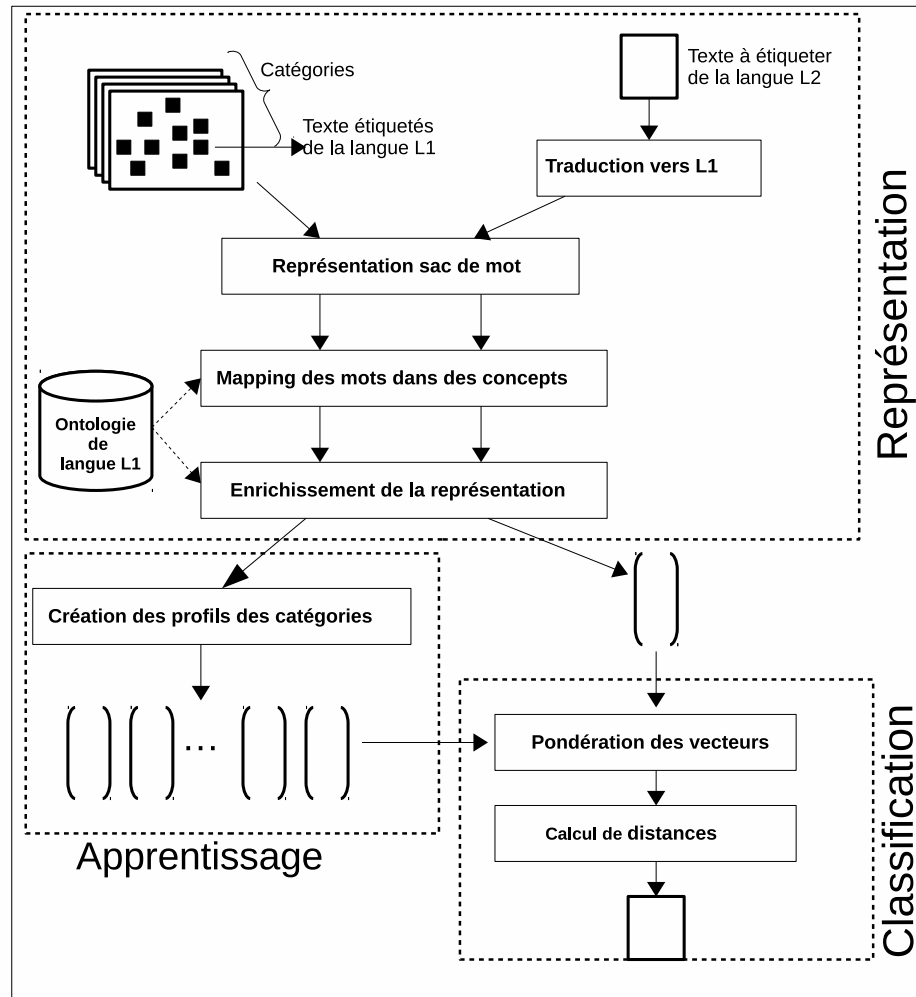 Catégories
Texte étiquetés
de la langue L1
Texte à étiqueter
de la langue L2
Traduction vers L1
Représentation sac de mot
Mapping des mots dans des concepts
Ontologie
de
langue L1
Enrichissement de la représentation
Représentation
Création des profils des catégories
...
Apprentissage
Pondération des vecteurs
Calcul de distances
Classification